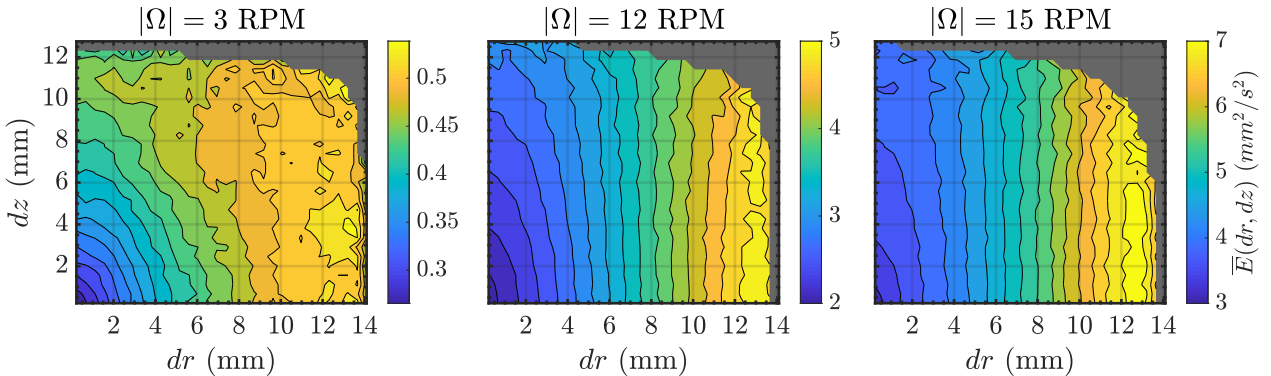 |Ω| = 3 RPM
|Ω| = 12 RPM
|Ω| = 15 RPM
dz (mm)
12
10
8
6
4
2
2 4 6 8 10 12 14
dr (mm)
0.5
0.45
0.4
0.35
0.3
2 4 6 8 10 12 14
dr (mm)
5
4
3
2
2 4 6 8 10 12 14
dr (mm)
7
6
5
4
3
E̅(dr, dz) (mm²/s²)